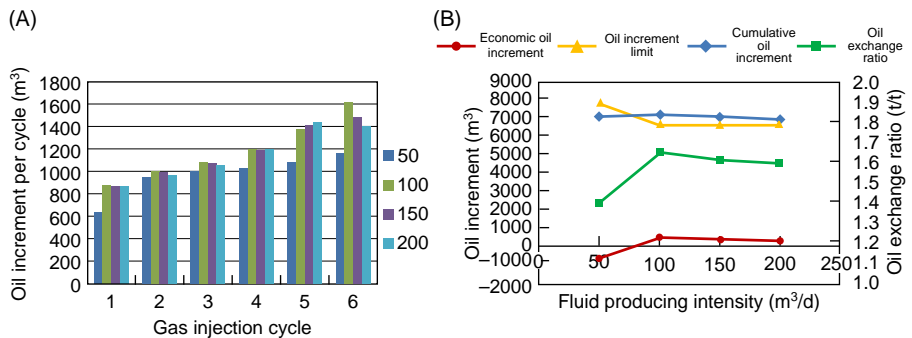 (A)
Oil increment per cycle (m³)
1800
1600
1400
1200
1000
800
600
400
200
0
1 2 3 4 5 6
Gas injection cycle
50
100
150
200
(B)
Economic oil
increment
Oil increment
limit
Cumulative
oil
increment
Oil
exchange
ratio
Oil increment (m³)
9000
8000
7000
6000
5000
4000
3000
2000
1000
0
−1000
−2000
50 100 150 200 250
Fluid producing intensity (m³/d)
2.0
1.9
1.8
1.7
1.6
1.5
1.4
1.3
1.2
1.1
1.0
Oil exchange ratio (t/t)